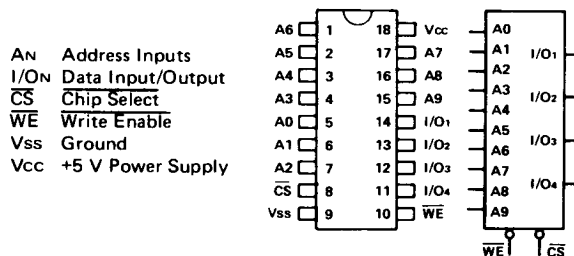 AN Address Inputs
I/ON Data Input/Output
CS Chip Select
WE Write Enable
Vss Ground
Vcc +5 V Power Supply
A6 1 18 Vcc
A5 2 17 A7
A4 3 16 A8
A3 4 15 A9
A0 5 14 I/O1
A1 6 13 I/O2
A2 7 12 I/O3
CS 8 11 I/O4
Vss 9 10 WE
A0
A1 I/O1
A2
A3 I/O2
A4
A5
A6 I/O3
A7
A8 I/O4
A9
WE CS